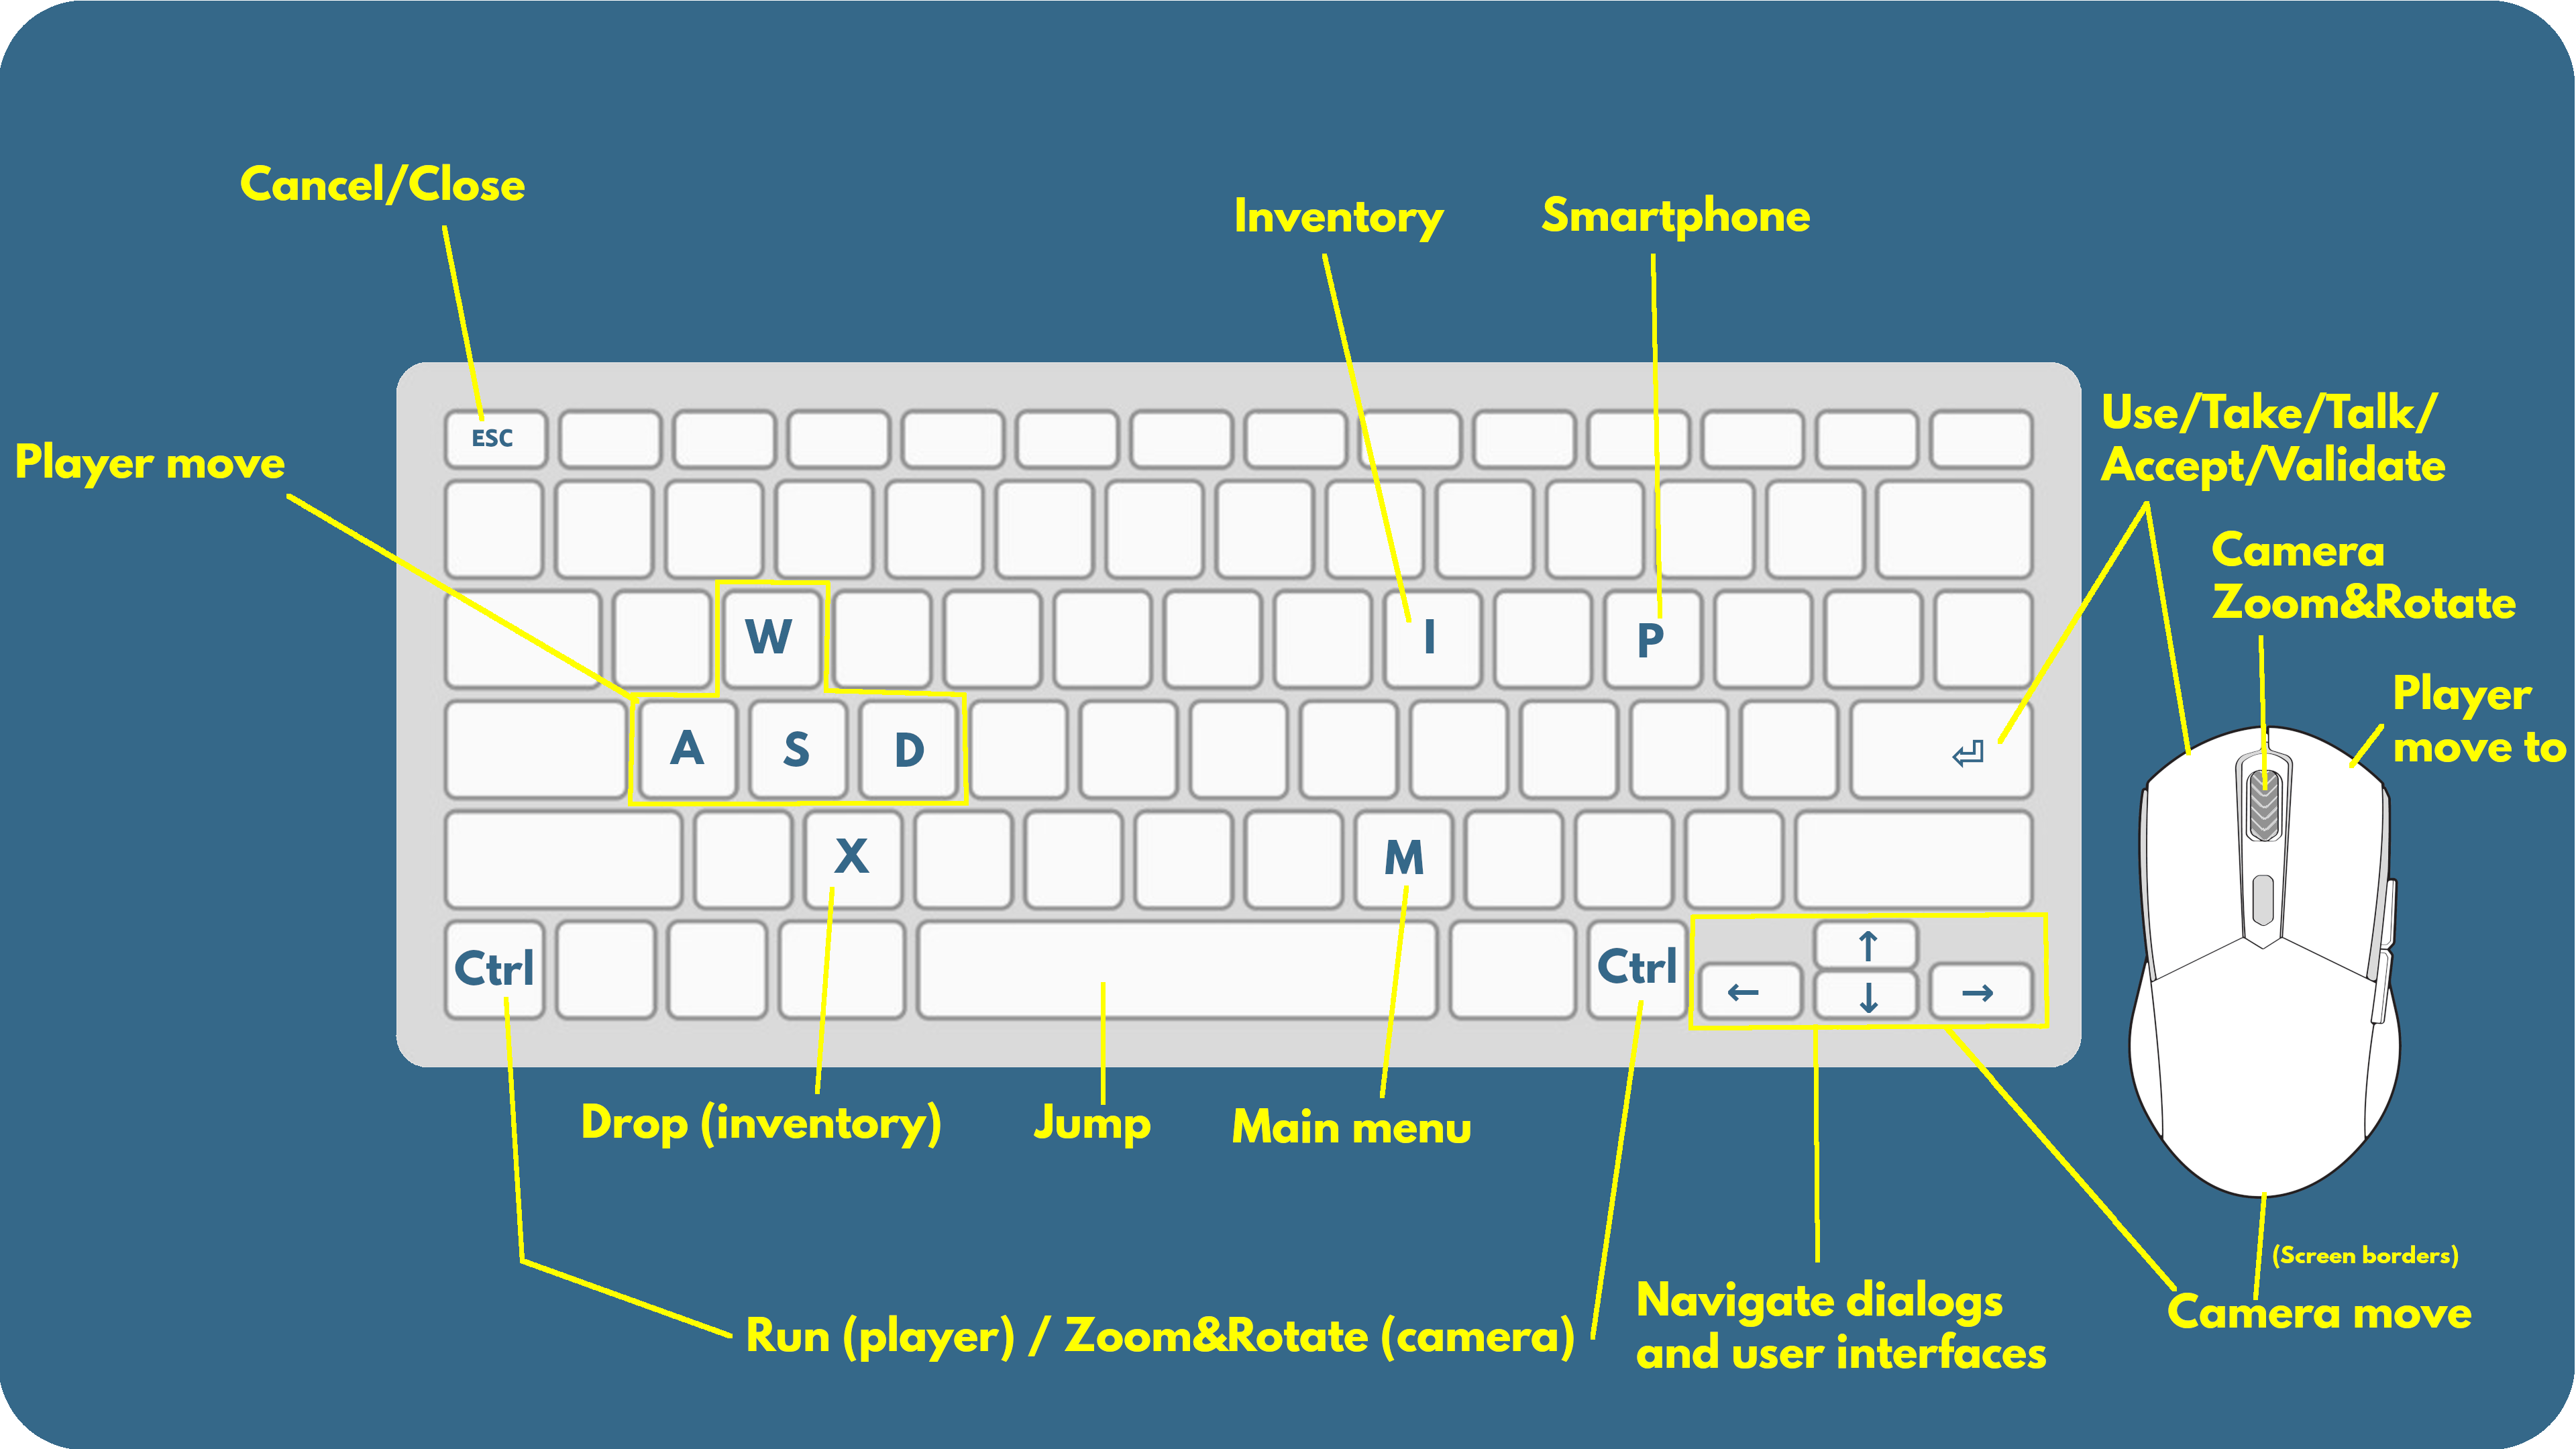 Cancel/Close
Inventory
Smartphone
Use/Take/Talk/
Accept/Validate
Player move
ESC
Camera
Zoom&Rotate
Player
move to
W
I
P
A
S
D
⏎
X
M
Ctrl
Ctrl
↑
←
↓
→
Drop (inventory)
Jump
Main menu
(Screen borders)
Camera move
Run (player) / Zoom&Rotate (camera)
Navigate dialogs
and user interfaces